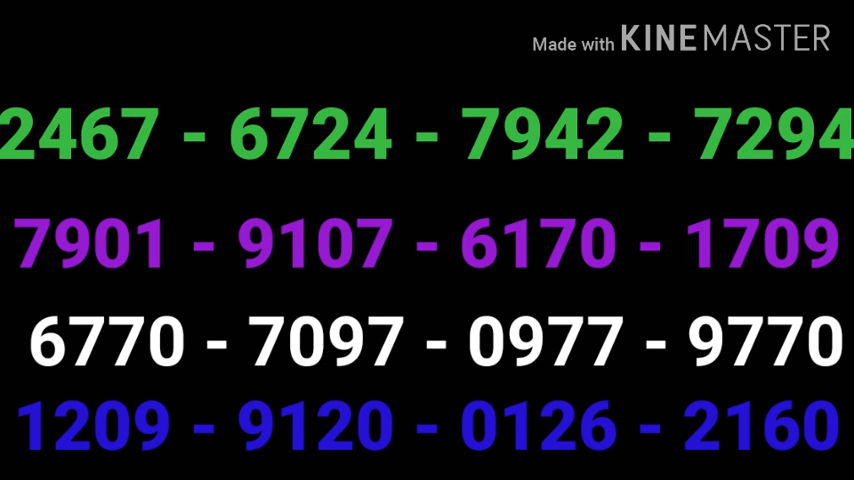 Made with KINEMASTER
2467 - 6724 - 7942 - 7294
7901 - 9107 - 6170 - 1709
6770 - 7097 - 0977 - 9770
1209 - 9120 - 0126 - 2160